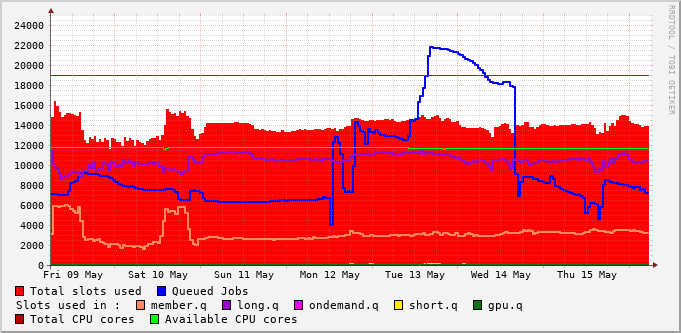 RRDTOOL / TOBI OETIKER
24000
22000
20000
18000
16000
14000
12000
10000
8000
6000
4000
2000
0
Fri 09 May Sat 10 May Sun 11 May Mon 12 May Tue 13 May Wed 14 May Thu 15 May
Total slots used Queued Jobs
Slots used in : member.q long.q ondemand.q short.q gpu.q
Total CPU cores Available CPU cores